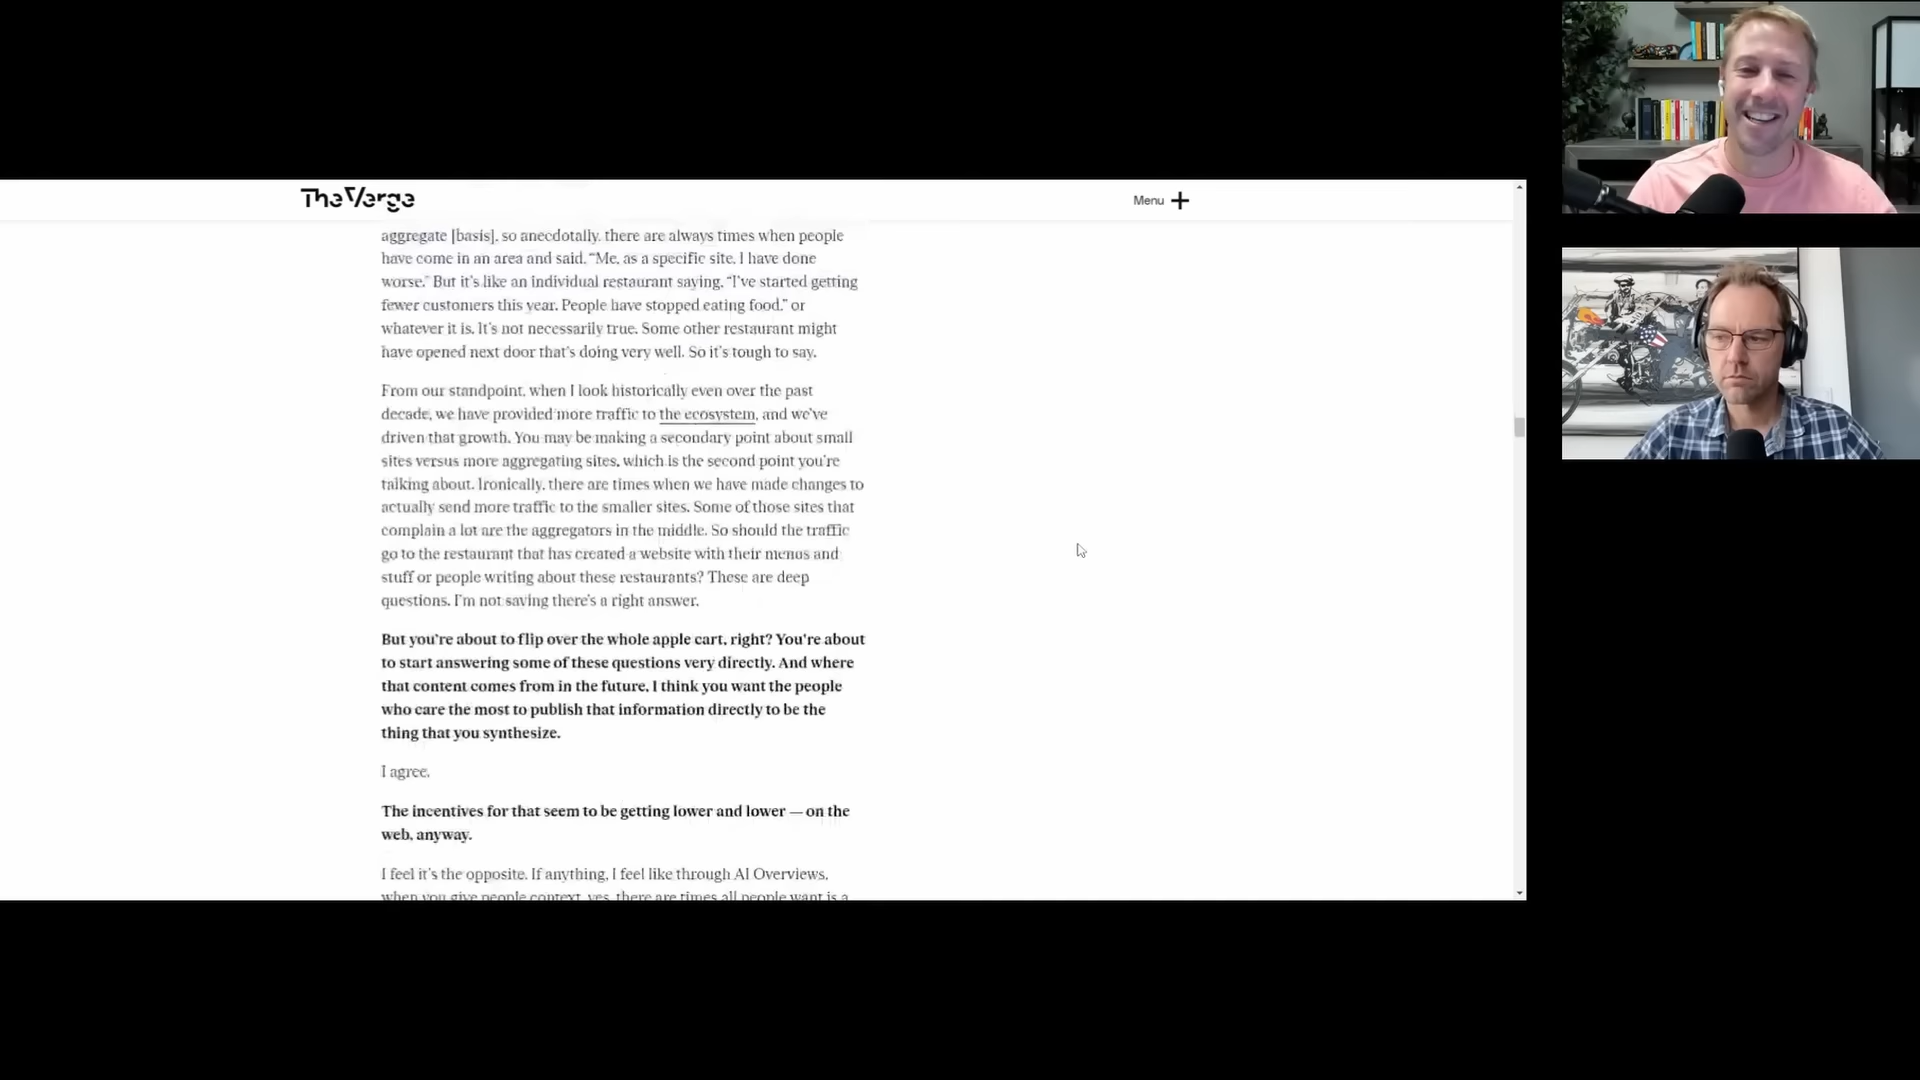 The Verge
Menu
aggregate [basis], so anecdotally, there are always times when people
have come in an area and said, “Me, as a specific site, I have done
worse.” But it’s like an individual restaurant saying, “I’ve started getting
fewer customers this year. People have stopped eating food,” or
whatever it is. It’s not necessarily true. Some other restaurant might
have opened next door that’s doing very well. So it’s tough to say.
From our standpoint, when I look historically even over the past
decade, we have provided more traffic to the ecosystem, and we’ve
driven that growth. You may be making a secondary point about small
sites versus more aggregating sites, which is the second point you’re
talking about. Ironically, there are times when we have made changes to
actually send more traffic to the smaller sites. Some of those sites that
complain a lot are the aggregators in the middle. So should the traffic
go to the restaurant that has created a website with their menus and
stuff or people writing about these restaurants? These are deep
questions. I’m not saying there’s a right answer.
But you’re about to flip over the whole apple cart, right? You’re about
to start answering some of these questions very directly. And where
that content comes from in the future, I think you want the people
who care the most to publish that information directly to be the
thing that you synthesize.
I agree.
The incentives for that seem to be getting lower and lower — on the
web, anyway.
I feel it’s the opposite. If anything, I feel like through AI Overviews,
when you give people context, yes, there are times all people want is a